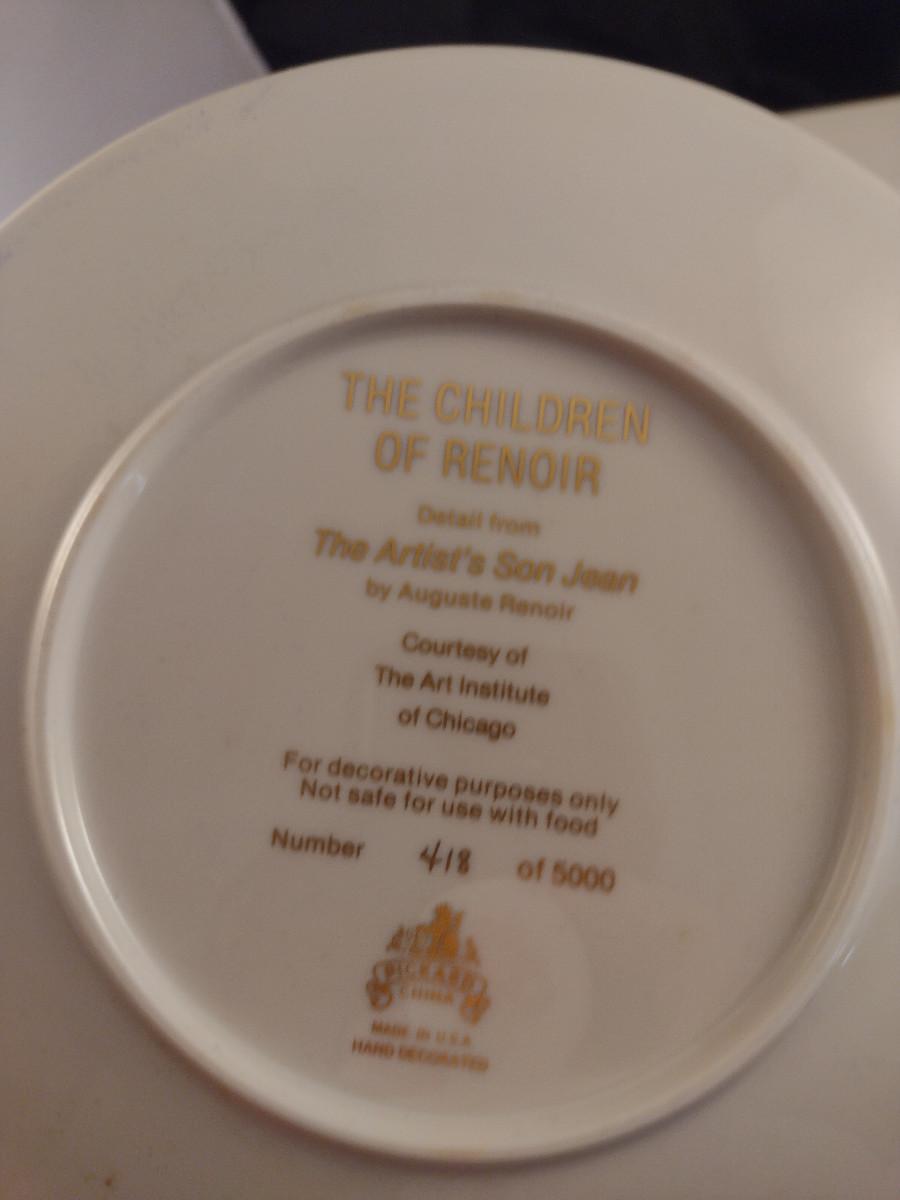 THE CHILDREN
OF RENOIR
Detail from
The Artist's Son Jean
by Auguste Renoir
Courtesy of
The Art Institute
of Chicago
For decorative purposes only
Not safe for use with food
Number 418 of 5000
PICKARD
CHINA
MADE IN U.S.A
HAND DECORATED